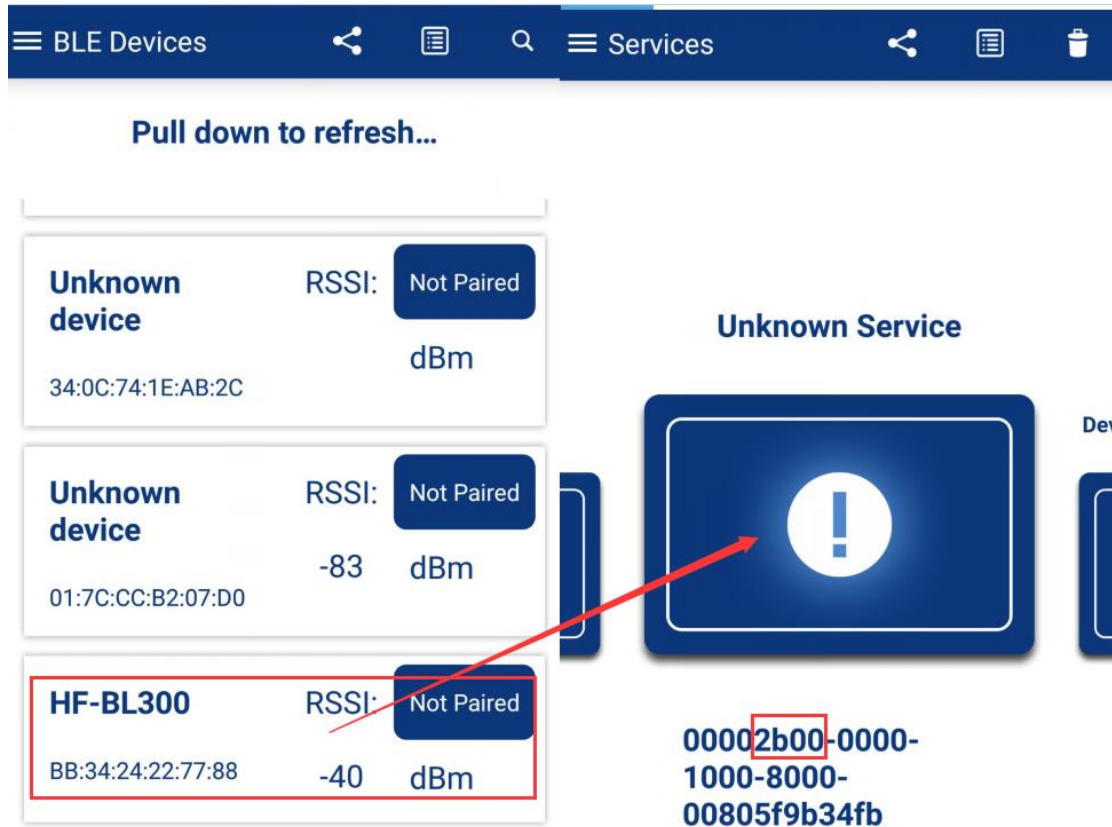 BLE Devices
Pull down to refresh...
Unknown
device
RSSI:
Not Paired
dBm
34:0C:74:1E:AB:2C
Unknown
device
RSSI:
Not Paired
-83
dBm
01:7C:CC:B2:07:D0
HF-BL300
RSSI:
Not Paired
BB:34:24:22:77:88
-40
dBm
Services
Unknown Service
Dev
!
00002b00-0000-
1000-8000-
00805f9b34fb